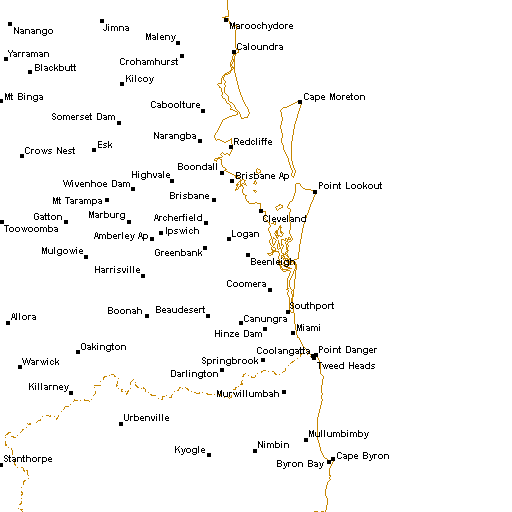 Jimna
Maroochydore
Nanango
Maleny
Caloundra
Yarraman
Crohamhurst
Blackbutt
Kilcoy
Mt Binga
Cape Moreton
Caboolture
Somerset Dam
Narangba
Redcliffe
Esk
Crows Nest
Boondall
Highvale
Brisbane Ap
Wivenhoe Dam
Point Lookout
Mt Tarampa
Brisbane
Gatton
Marburg
Archerfield
Cleveland
Toowoomba
Ipswich
Amberley Ap
Logan
Mulgowie
Greenbank
Beenleigh
Harrisville
Coomera
Southport
Boonah
Beaudesert
Allora
Canungra
Miami
Hinze Dam
Oakington
Coolangatta
Point Danger
Warwick
Springbrook
Tweed Heads
Darlington
Killarney
Murwillumbah
Urbenville
Mullumbimby
Nimbin
Kyogle
Cape Byron
Stanthorpe
Byron Bay